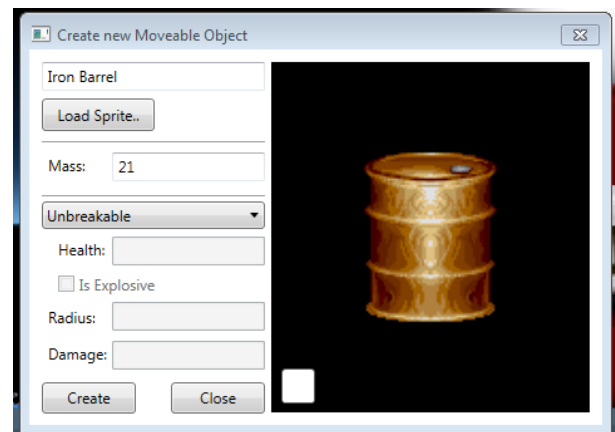 Create new Moveable Object
Iron Barrel
Load Sprite..
Mass: 21
Unbreakable
Health:
Is Explosive
Radius:
Damage:
Create Close